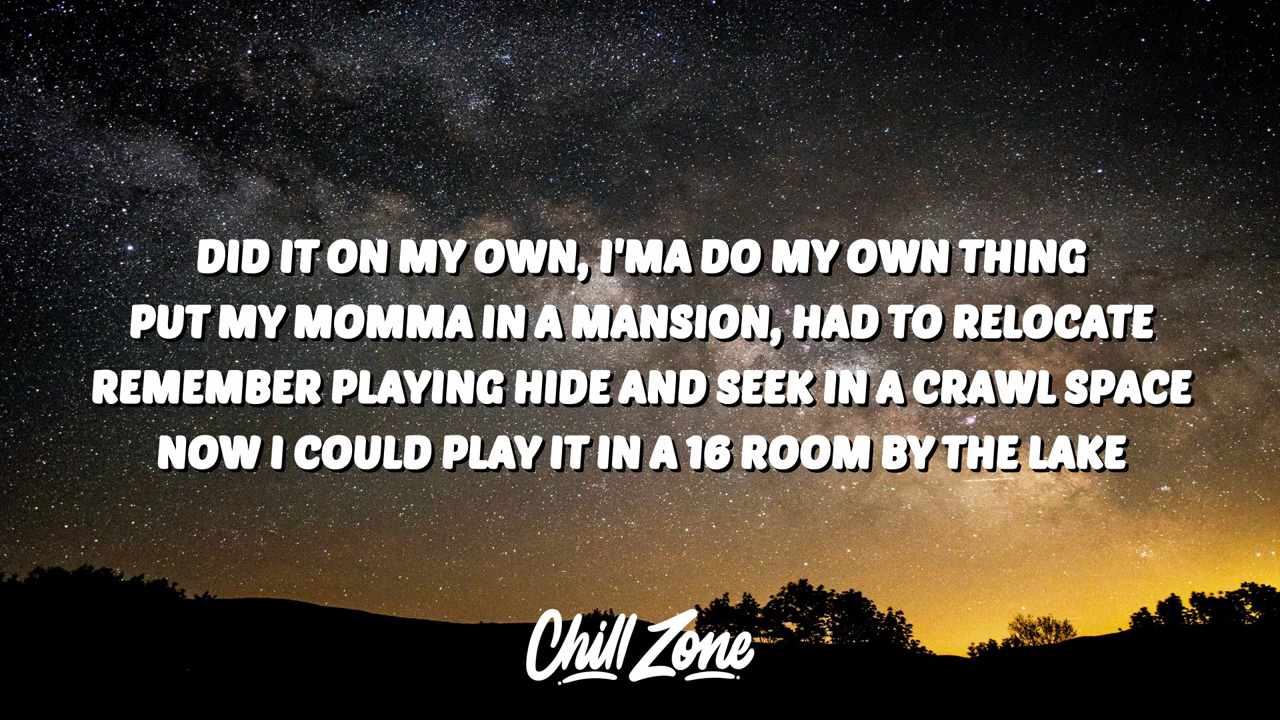 DID IT ON MY OWN, I'MA DO MY OWN THING
PUT MY MOMMA IN A MANSION, HAD TO RELOCATE
REMEMBER PLAYING HIDE AND SEEK IN A CRAWL SPACE
NOW I COULD PLAY IT IN A 16 ROOM BY THE LAKE
Chill Zone